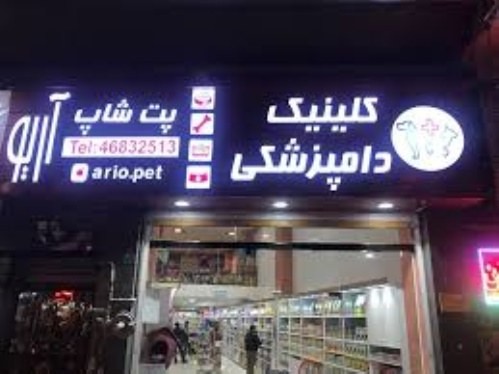 کلینیک
دامپزشکی
پت شاپ
آریو
Tel:46832513
ario.pet